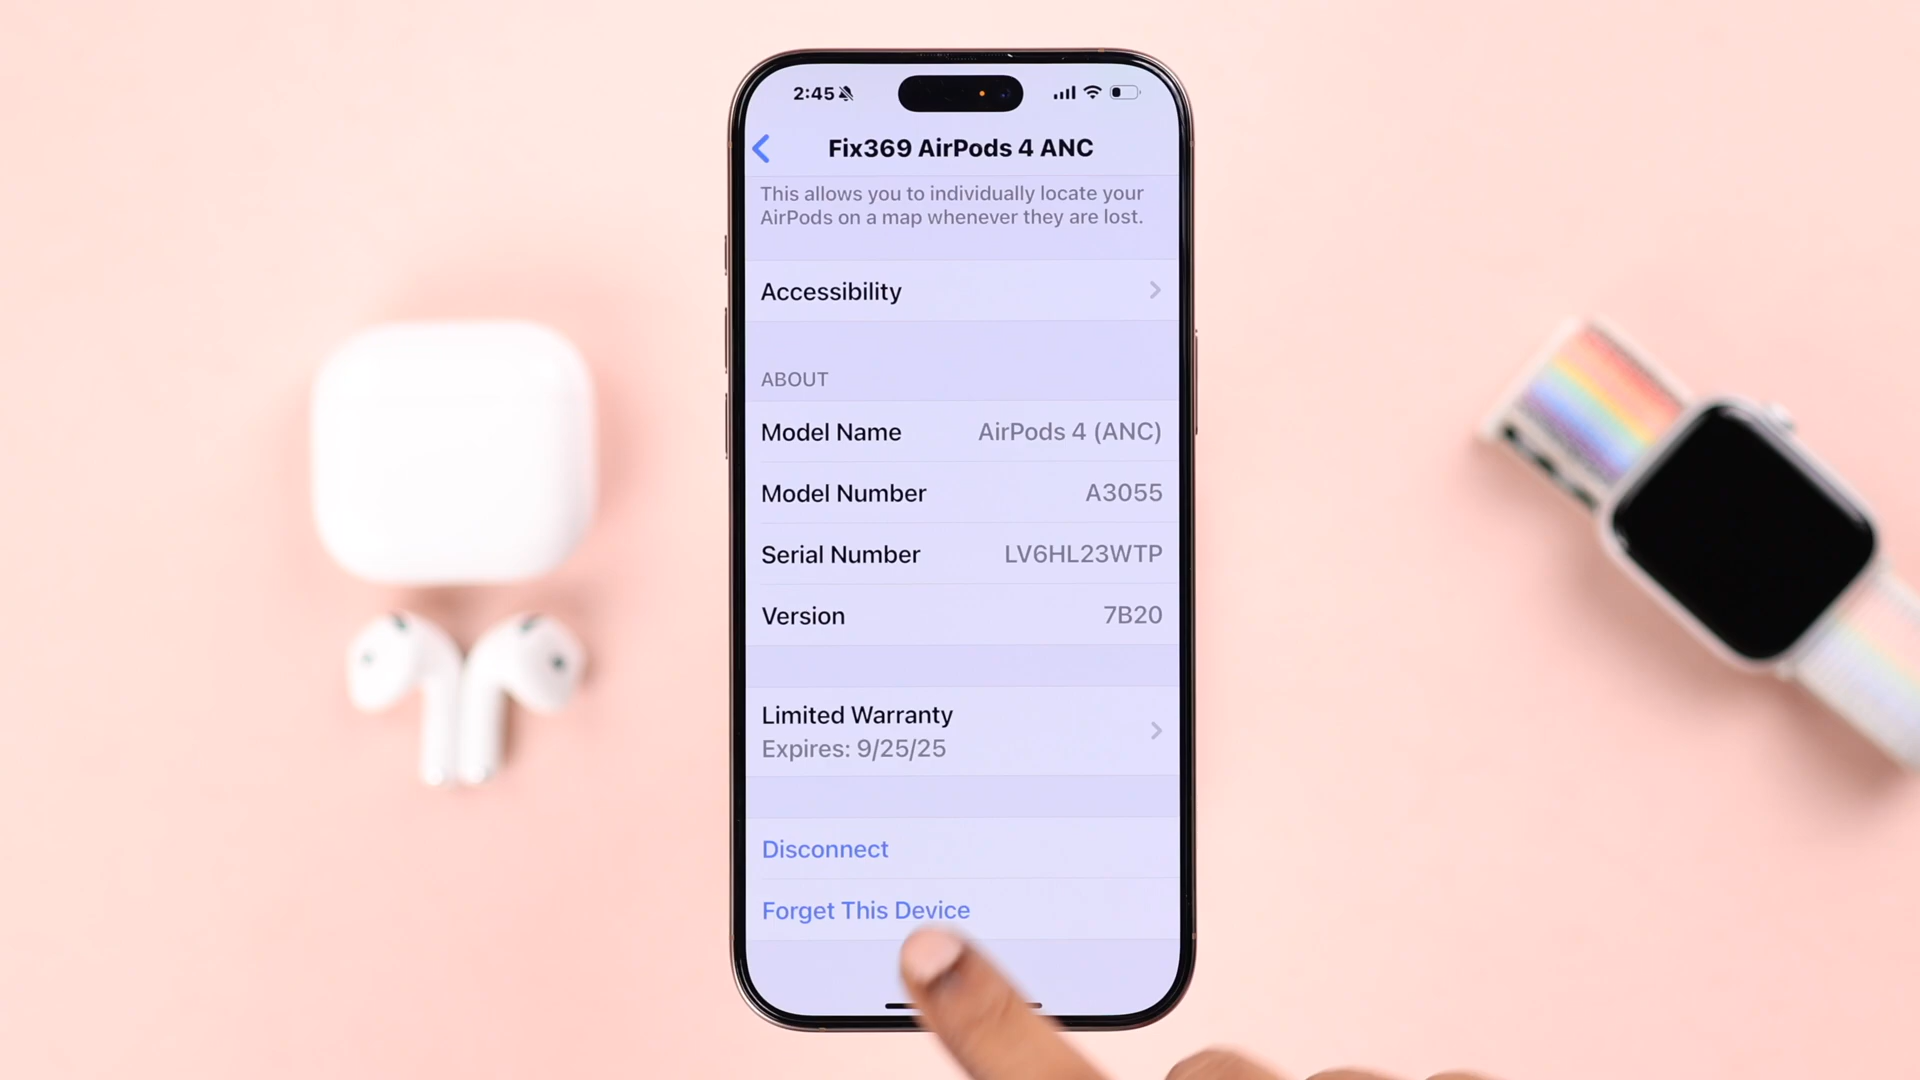 2:45
Fix369 AirPods 4 ANC
This allows you to individually locate your
AirPods on a map whenever they are lost.
Accessibility
ABOUT
Model Name AirPods 4 (ANC)
Model Number A3055
Serial Number LV6HL23WTP
Version 7B20
Limited Warranty
Expires: 9/25/25
Disconnect
Forget This Device